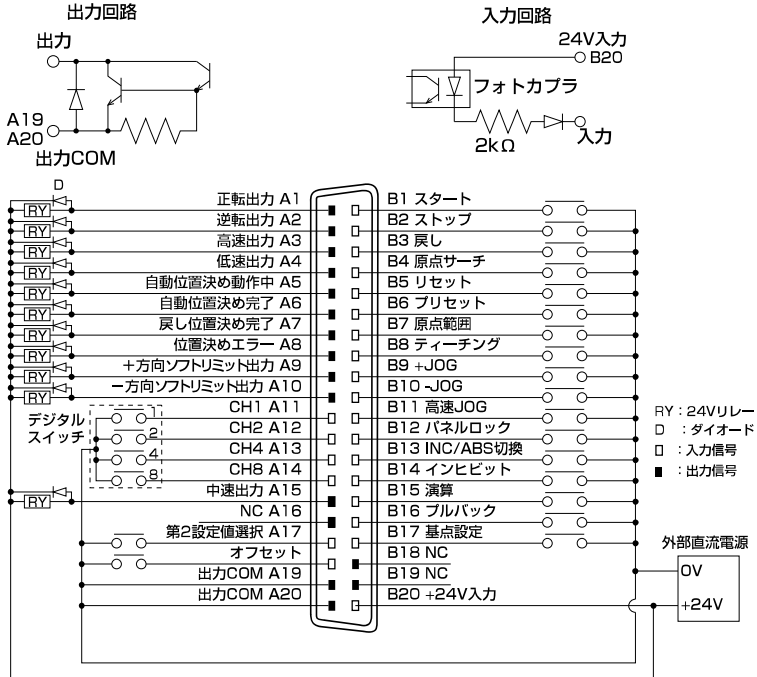 出力回路
出力
A19
A20
出力COM
入力回路
24V入力
B20
フォトカプラ
2kΩ
入力
D
RY
RY
RY
RY
RY
RY
RY
RY
RY
RY
正転出力 A1
逆転出力 A2
高速出力 A3
低速出力 A4
自動位置決め動作中 A5
自動位置決め完了 A6
戻し位置決め完了 A7
位置決めエラー A8
+方向ソフトリミット出力 A9
−方向ソフトリミット出力 A10
デジタル
スイッチ
1
2
4
8
CH1 A11
CH2 A12
CH4 A13
CH8 A14
RY
中速出力 A15
NC A16
第2設定値選択 A17
オフセット
出力COM A19
出力COM A20
B1 スタート
B2 ストップ
B3 戻し
B4 原点サーチ
B5 リセット
B6 プリセット
B7 原点範囲
B8 ティーチング
B9 +JOG
B10 -JOG
B11 高速JOG
B12 パネルロック
B13 INC/ABS切換
B14 インヒビット
B15 演算
B16 プルバック
B17 基点設定
B18 NC
B19 NC
B20 +24V入力
RY:24Vリレー
D :ダイオード
□ :入力信号
■ :出力信号
外部直流電源
0V
+24V